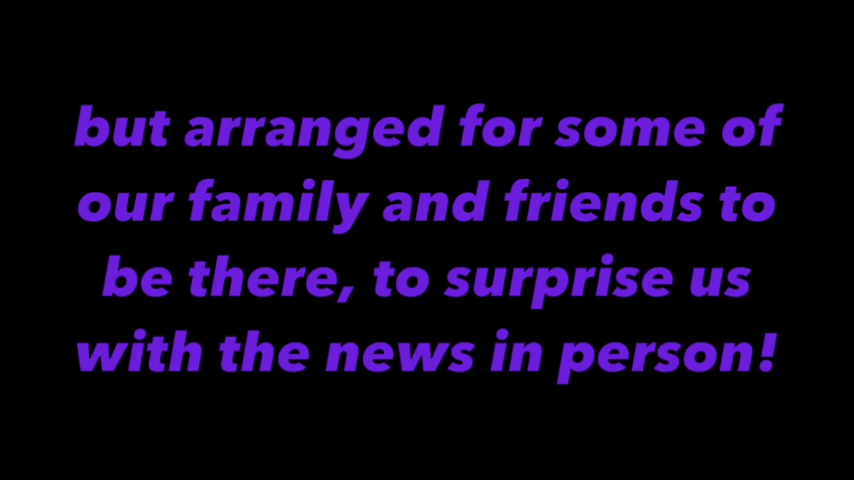 but arranged for some of
our family and friends to
be there, to surprise us
with the news in person!